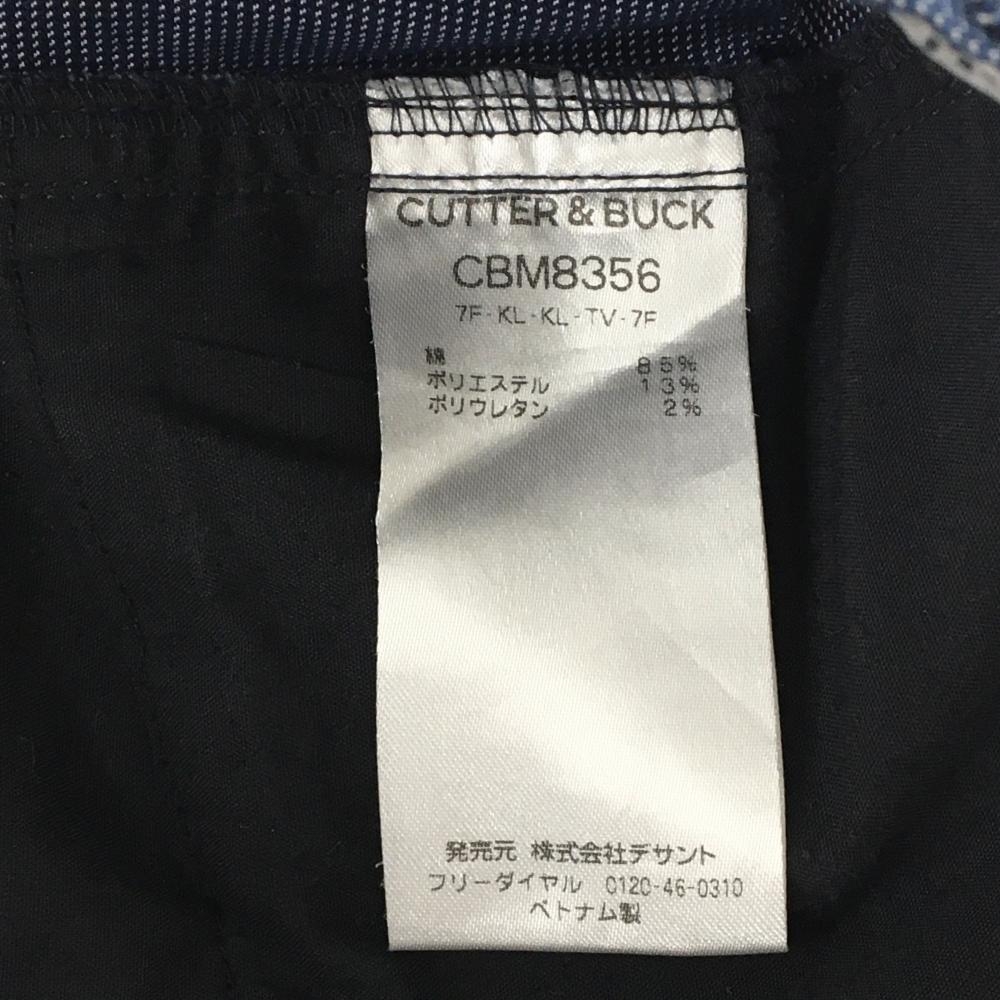 CUTTER & BUCK
CBM8356
7F-KL-KL-TV-7F
綿 85%
ポリエステル 13%
ポリウレタン 2%
発売元 株式会社デサント
フリーダイヤル 0120-46-0310
ベトナム製